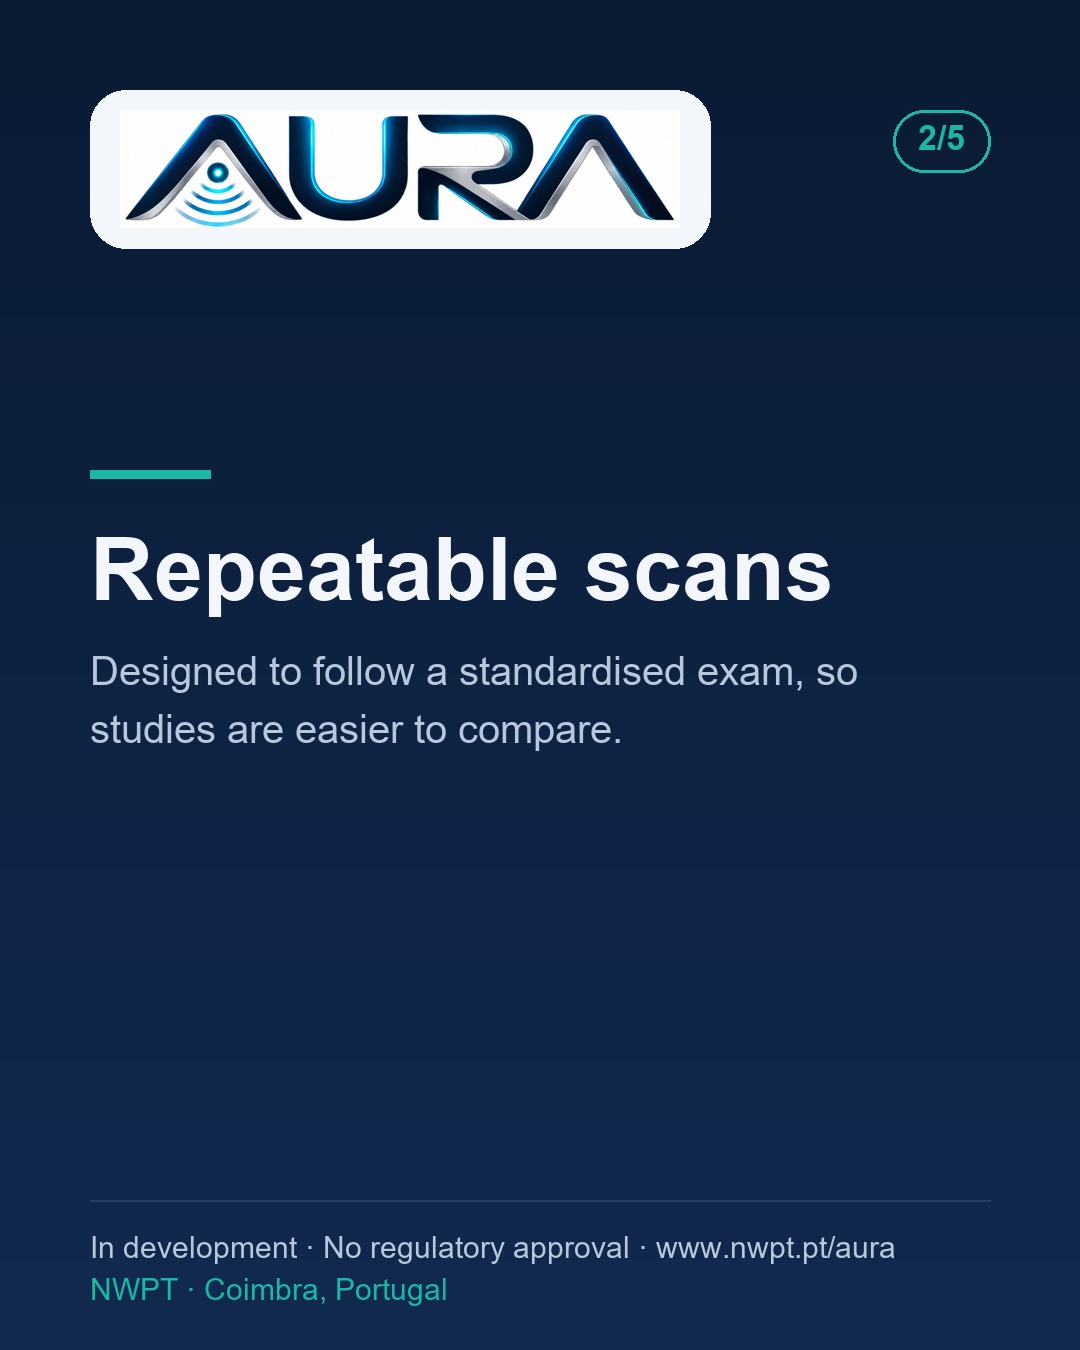 AURA
2/5
Repeatable scans
Designed to follow a standardised exam, so
studies are easier to compare.
In development · No regulatory approval · www.nwpt.pt/aura
NWPT · Coimbra, Portugal